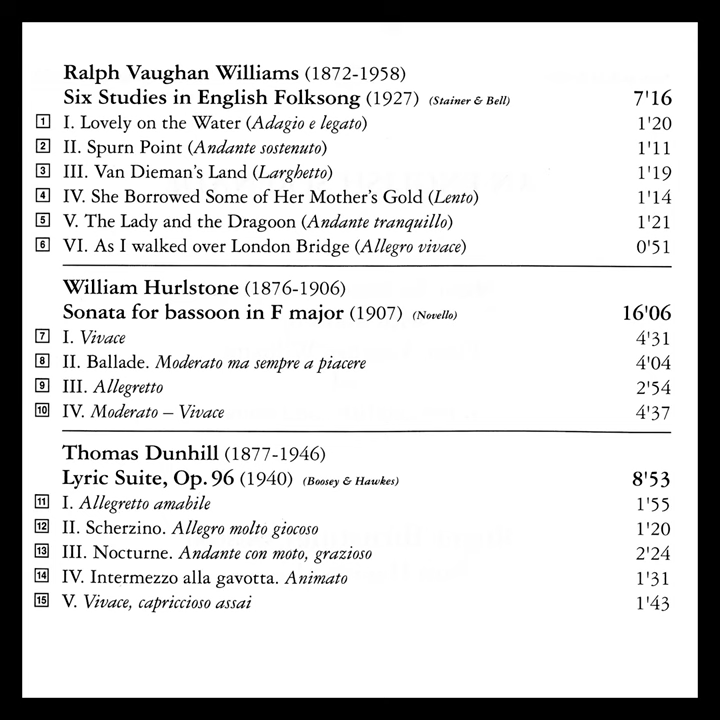 Ralph Vaughan Williams (1872-1958)
Six Studies in English Folksong (1927) (Stainer & Bell) 7'16
1 I. Lovely on the Water (Adagio e legato) 1'20
2 II. Spurn Point (Andante sostenuto) 1'11
3 III. Van Dieman's Land (Larghetto) 1'19
4 IV. She Borrowed Some of Her Mother's Gold (Lento) 1'14
5 V. The Lady and the Dragoon (Andante tranquillo) 1'21
6 VI. As I walked over London Bridge (Allegro vivace) 0'51
William Hurlstone (1876-1906)
Sonata for bassoon in F major (1907) (Novello) 16'06
7 I. Vivace 4'31
8 II. Ballade. Moderato ma sempre a piacere 4'04
9 III. Allegretto 2'54
10 IV. Moderato – Vivace 4'37
Thomas Dunhill (1877-1946)
Lyric Suite, Op. 96 (1940) (Boosey & Hawkes) 8'53
11 I. Allegretto amabile 1'55
12 II. Scherzino. Allegro molto giocoso 1'20
13 III. Nocturne. Andante con moto, grazioso 2'24
14 IV. Intermezzo alla gavotta. Animato 1'31
15 V. Vivace, capriccioso assai 1'43